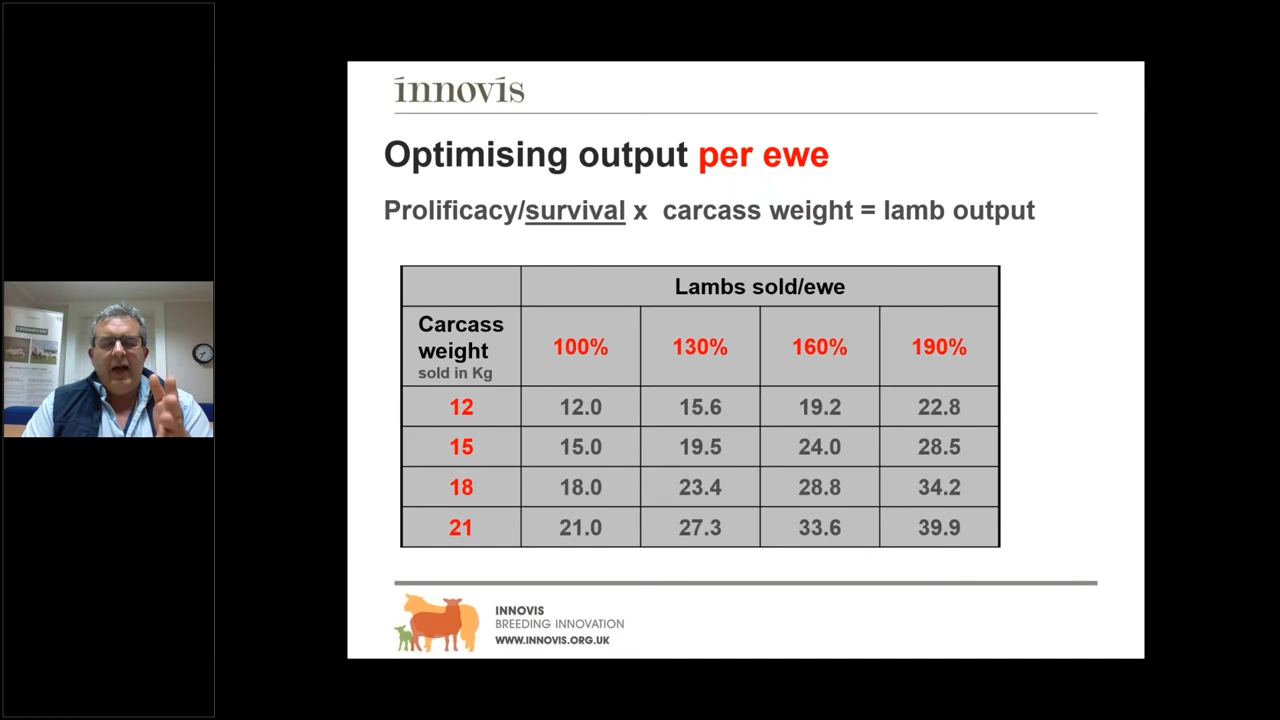 innovis
Optimising output per ewe
Prolificacy/survival x carcass weight = lamb output
Lambs sold/ewe
Carcass
weight
sold in Kg
100% 130% 160% 190%
12 12.0 15.6 19.2 22.8
15 15.0 19.5 24.0 28.5
18 18.0 23.4 28.8 34.2
21 21.0 27.3 33.6 39.9
INNOVIS
BREEDING INNOVATION
WWW.INNOVIS.ORG.UK